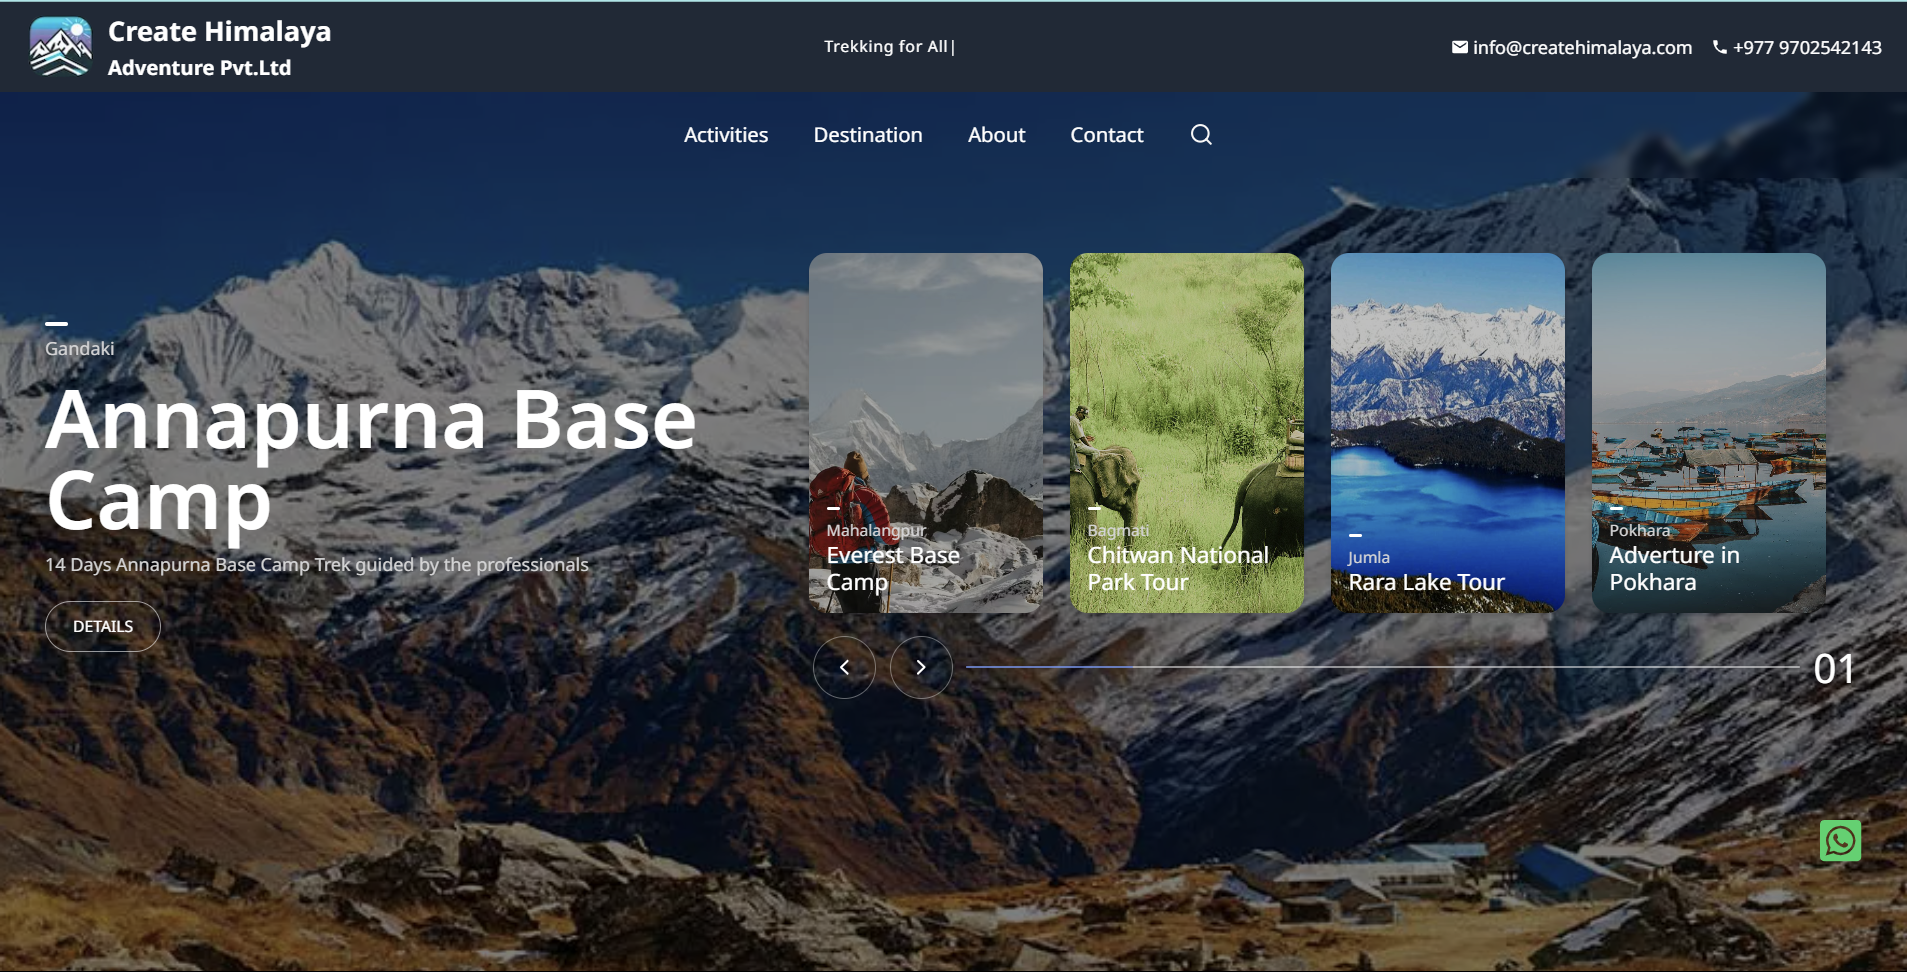 Create Himalaya
Adventure Pvt.Ltd
Trekking for All|
info@createhimalaya.com
+977 9702542143
Activities
Destination
About
Contact
Gandaki
Annapurna Base
Camp
14 Days Annapurna Base Camp Trek guided by the professionals
DETAILS
Mahalangpur
Everest Base
Camp
Bagmati
Chitwan National
Park Tour
Jumla
Rara Lake Tour
Pokhara
Adverture in
Pokhara
01